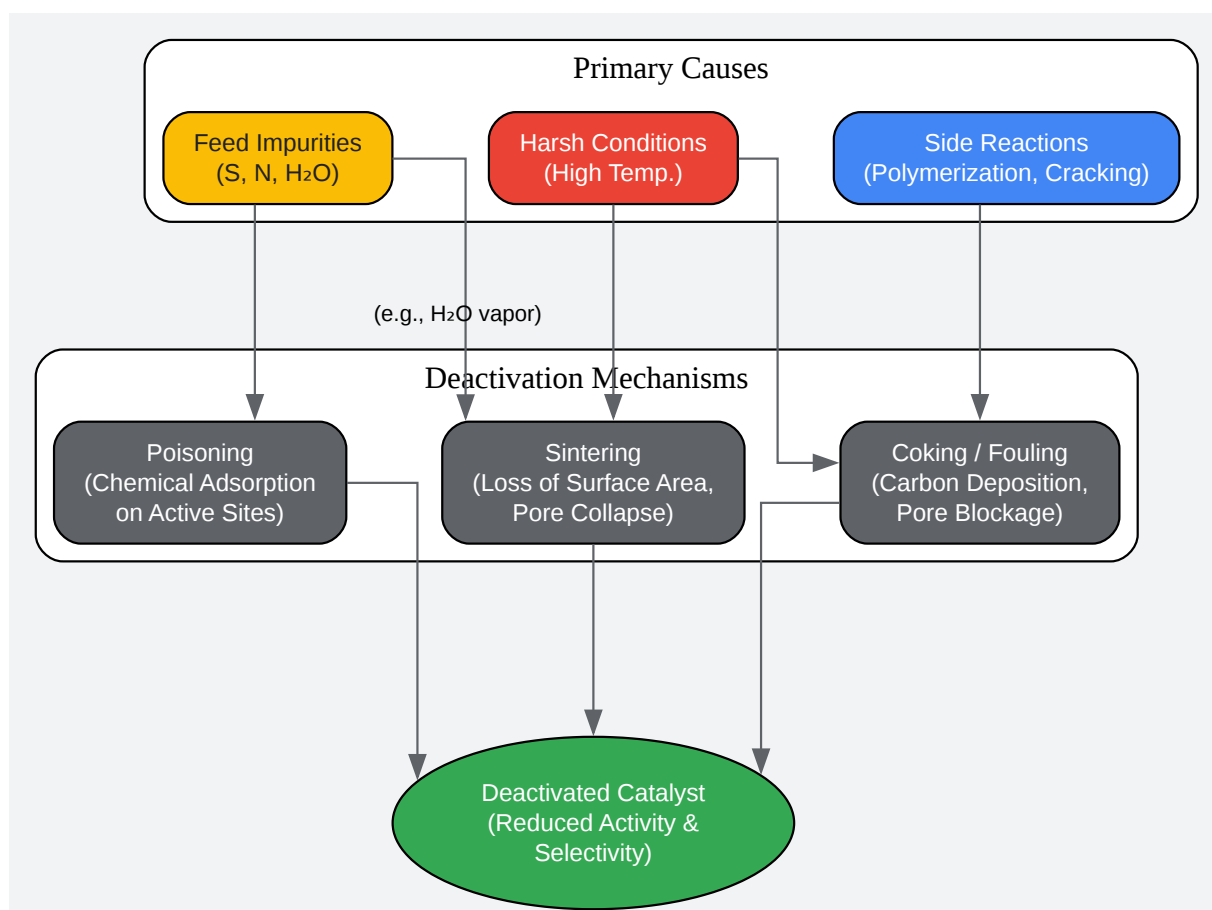 Primary Causes
Feed Impurities
(S, N, H₂O)
Harsh Conditions
(High Temp.)
Side Reactions
(Polymerization, Cracking)
(e.g., H₂O vapor)
Deactivation Mechanisms
Poisoning
(Chemical Adsorption
on Active Sites)
Sintering
(Loss of Surface Area,
Pore Collapse)
Coking / Fouling
(Carbon Deposition,
Pore Blockage)
Deactivated Catalyst
(Reduced Activity &
Selectivity)